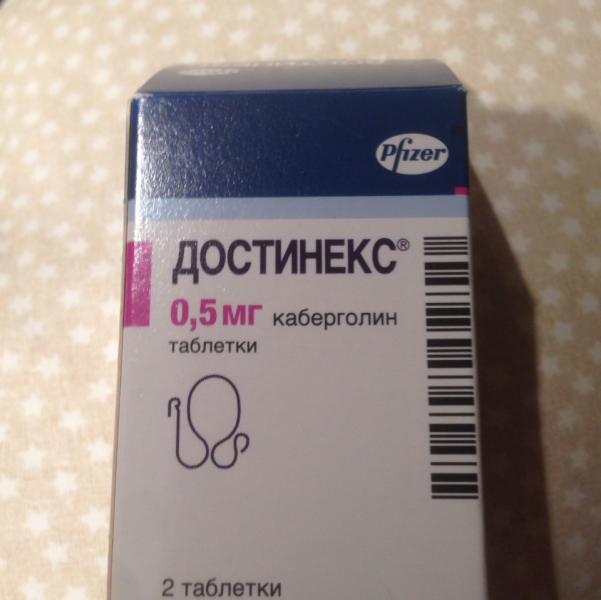 Pfizer
ДОСТИНЕКС®
0,5 мг каберголин
таблетки
2 таблетки